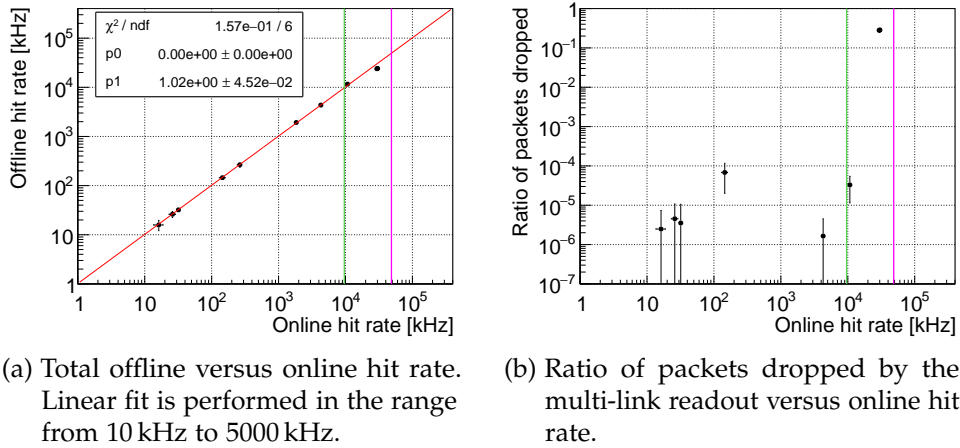 χ² / ndf 1.57e−01 / 6
p0 0.00e+00 ± 0.00e+00
p1 1.02e+00 ± 4.52e−02
Offline hit rate [kHz]
10⁵
10⁴
10³
10²
10
1
1 10 10² 10³ 10⁴ 10⁵
Online hit rate [kHz]
Ratio of packets dropped
1
10⁻¹
10⁻²
10⁻³
10⁻⁴
10⁻⁵
10⁻⁶
10⁻⁷
1 10 10² 10³ 10⁴ 10⁵
Online hit rate [kHz]
(a) Total offline versus online hit rate.
Linear fit is performed in the range
from 10 kHz to 5000 kHz.
(b) Ratio of packets dropped by the
multi-link readout versus online hit
rate.